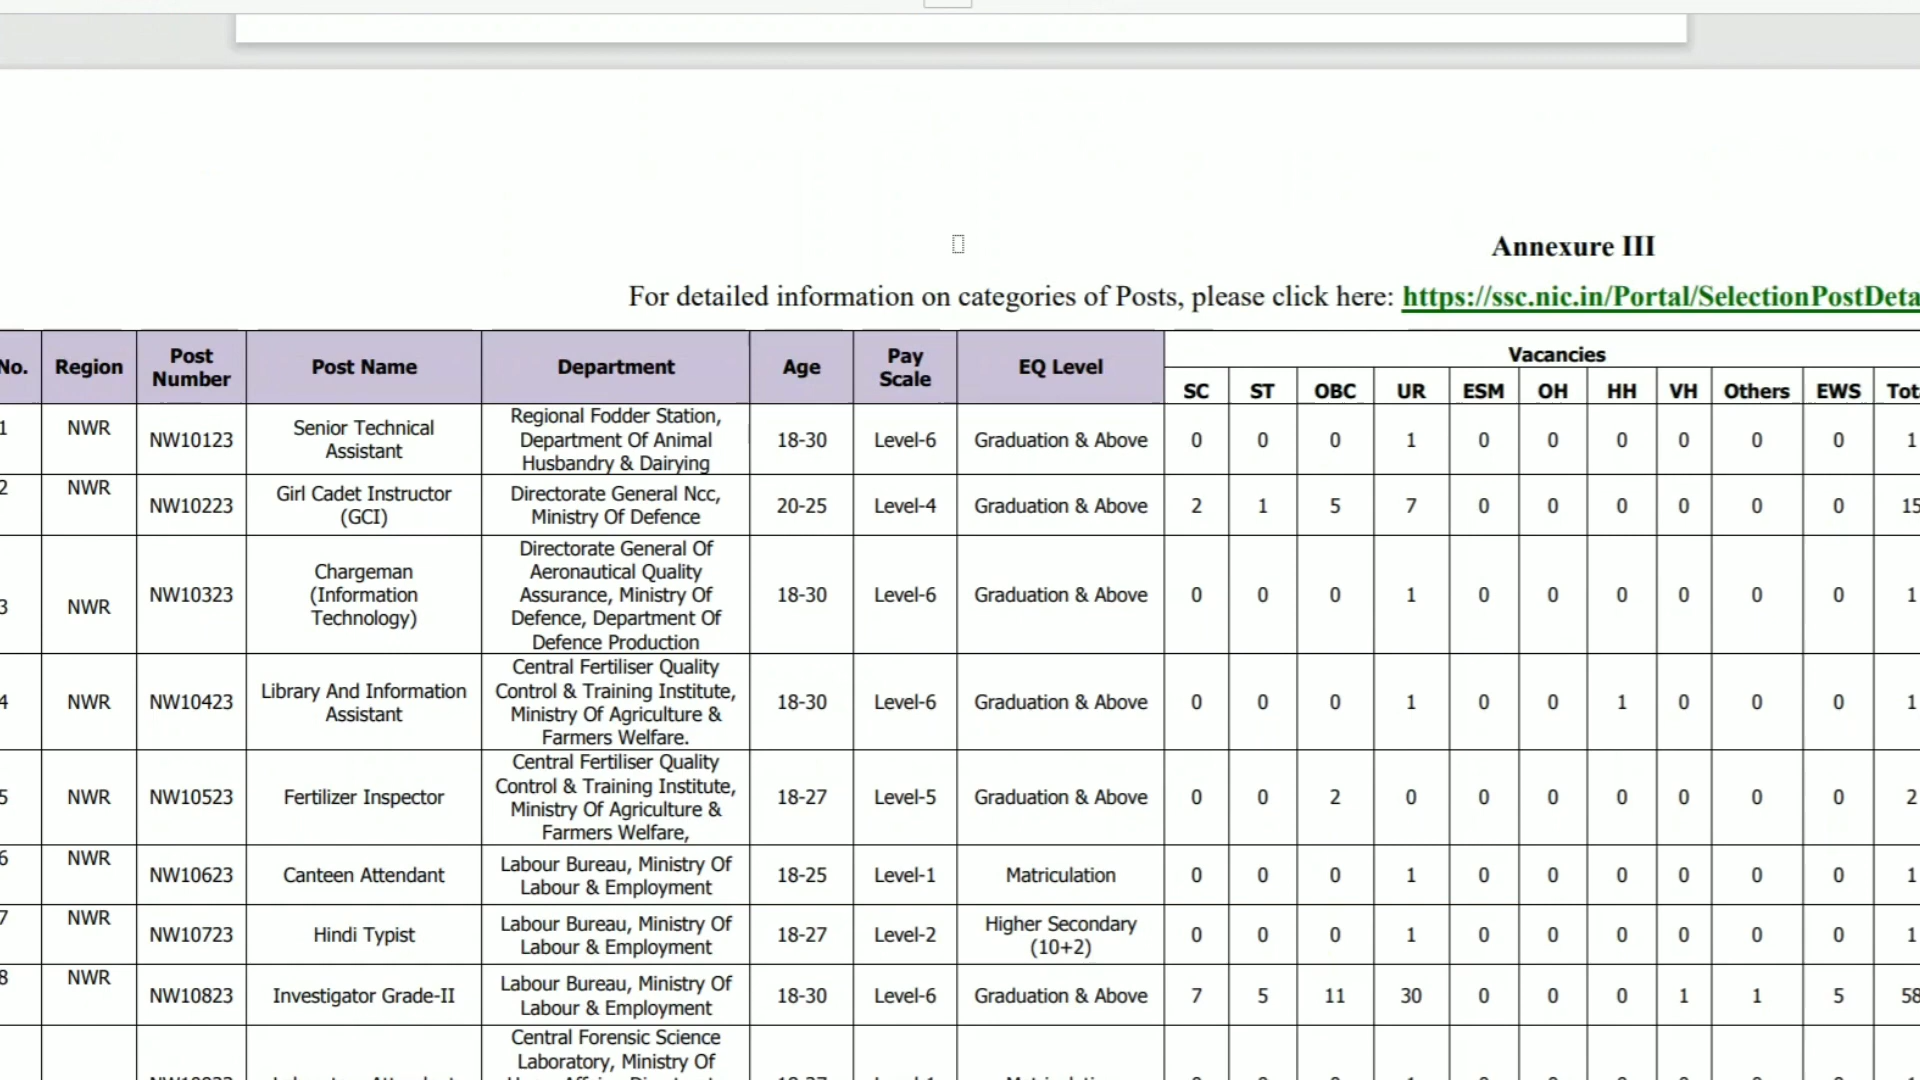 Annexure III
For detailed information on categories of Posts, please click here: https://ssc.nic.in/Portal/SelectionPostDeta
No. Region Post Number Post Name Department Age Pay Scale EQ Level Vacancies
SC ST OBC UR ESM OH HH VH Others EWS Tot
1 NWR NW10123 Senior Technical Assistant Regional Fodder Station, Department Of Animal Husbandry & Dairying 18-30 Level-6 Graduation & Above 0 0 0 1 0 0 0 0 0 0 1
2 NWR NW10223 Girl Cadet Instructor (GCI) Directorate General Ncc, Ministry Of Defence 20-25 Level-4 Graduation & Above 2 1 5 7 0 0 0 0 0 0 15
3 NWR NW10323 Chargeman (Information Technology) Directorate General Of Aeronautical Quality Assurance, Ministry Of Defence, Department Of Defence Production 18-30 Level-6 Graduation & Above 0 0 0 1 0 0 0 0 0 0 1
4 NWR NW10423 Library And Information Assistant Central Fertiliser Quality Control & Training Institute, Ministry Of Agriculture & Farmers Welfare. 18-30 Level-6 Graduation & Above 0 0 0 1 0 0 1 0 0 0 1
5 NWR NW10523 Fertilizer Inspector Central Fertiliser Quality Control & Training Institute, Ministry Of Agriculture & Farmers Welfare, 18-27 Level-5 Graduation & Above 0 0 2 0 0 0 0 0 0 0 2
6 NWR NW10623 Canteen Attendant Labour Bureau, Ministry Of Labour & Employment 18-25 Level-1 Matriculation 0 0 0 1 0 0 0 0 0 0 1
7 NWR NW10723 Hindi Typist Labour Bureau, Ministry Of Labour & Employment 18-27 Level-2 Higher Secondary (10+2) 0 0 0 1 0 0 0 0 0 0 1
8 NWR NW10823 Investigator Grade-II Labour Bureau, Ministry Of Labour & Employment 18-30 Level-6 Graduation & Above 7 5 11 30 0 0 0 1 1 5 58
Central Forensic Science Laboratory, Ministry Of